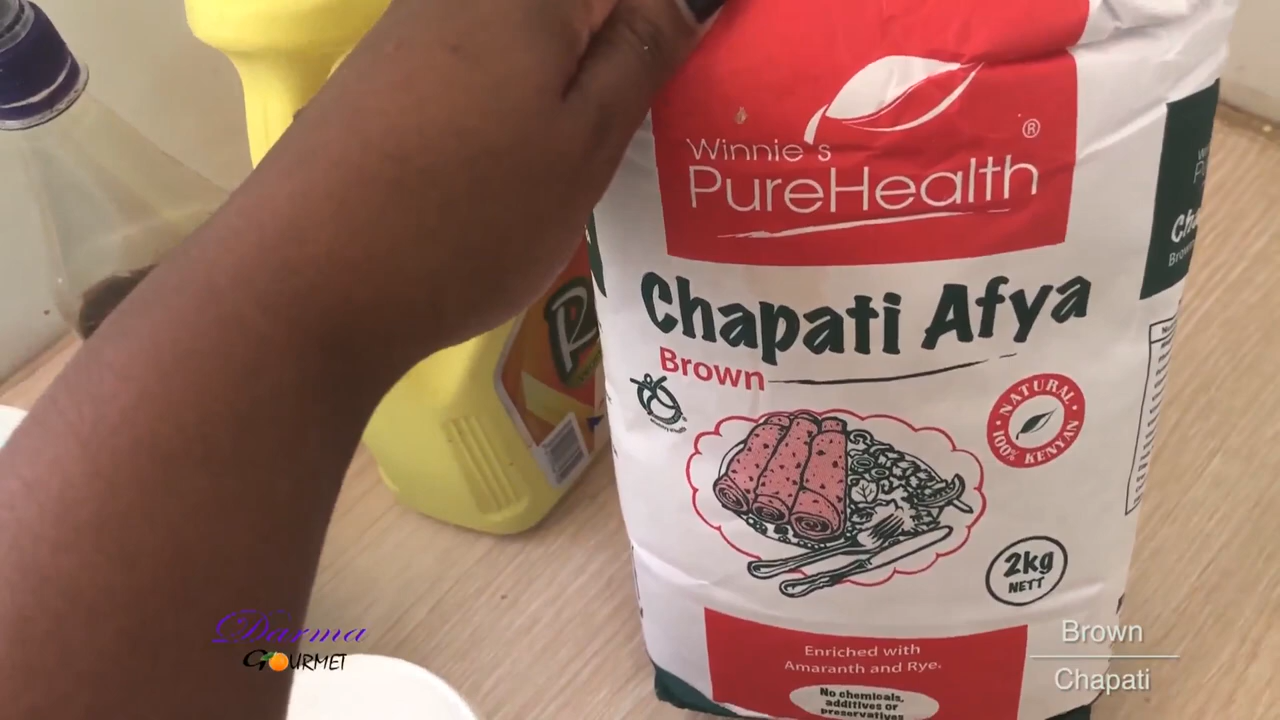 Winnie's
PureHealth
®
Chapati Afya
Brown
NATURAL
100% KENYAN
2kg
NETT
Enriched with
Amaranth and Rye.
No chemicals,
additives or
preservatives
Brown
Chapati
Darma
GOURMET